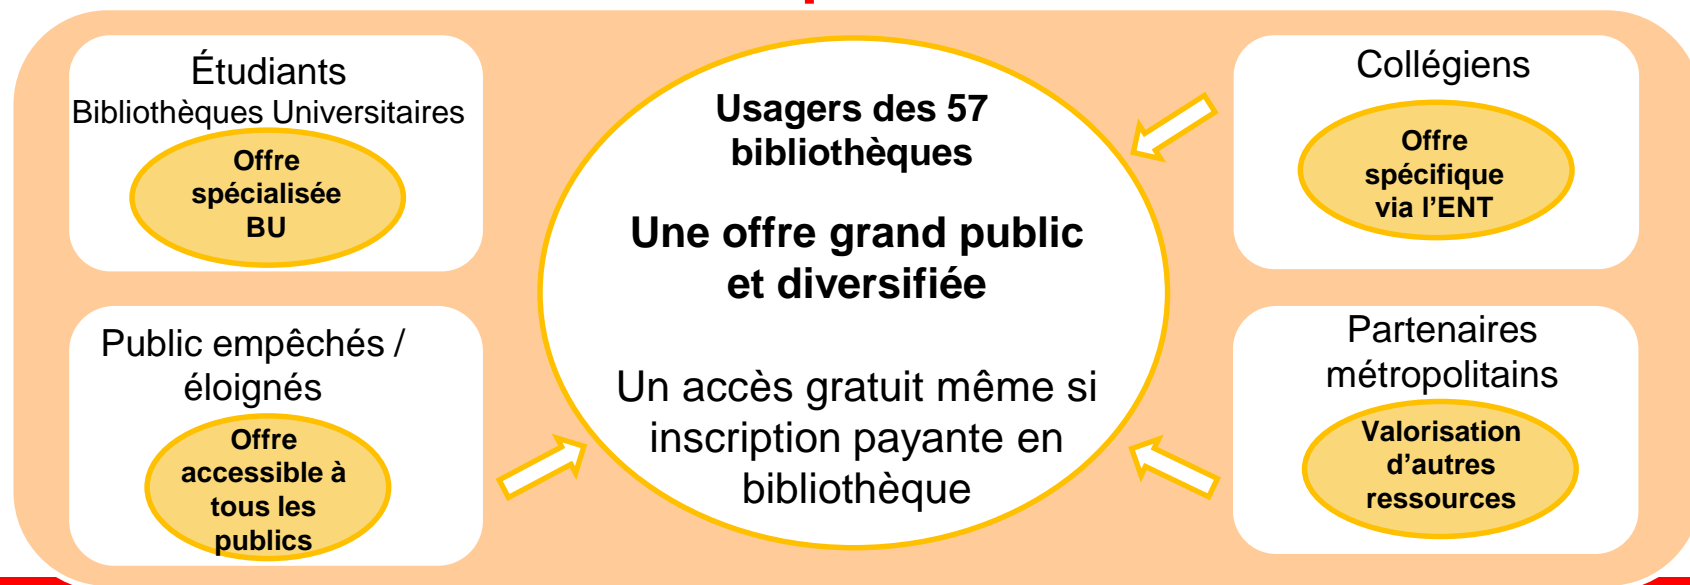 Étudiants
Bibliothèques Universitaires
Offre
spécialisée
BU
Public empêchés /
éloignés
Offre
accessible à
tous les
publics
Usagers des 57
bibliothèques
Une offre grand public
et diversifiée
Un accès gratuit même si
inscription payante en
bibliothèque
Collégiens
Offre
spécifique
via l’ENT
Partenaires
métropolitains
Valorisation
d’autres
ressources